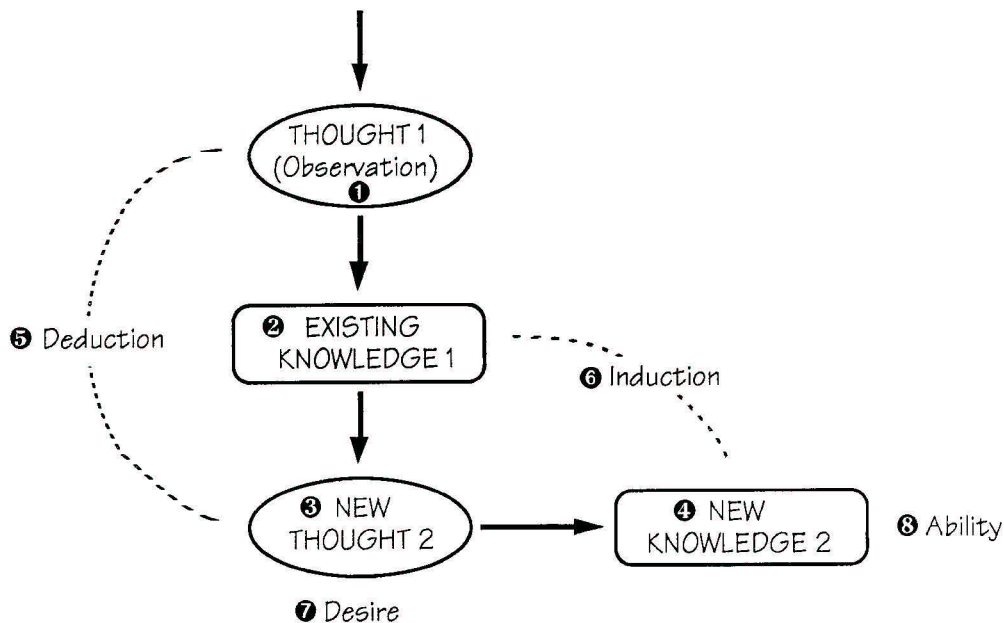 THOUGHT 1
(Observation)
❶
❷ EXISTING
KNOWLEDGE 1
❺ Deduction
❻ Induction
❸ NEW
THOUGHT 2
❹ NEW
KNOWLEDGE 2
❽ Ability
❼ Desire